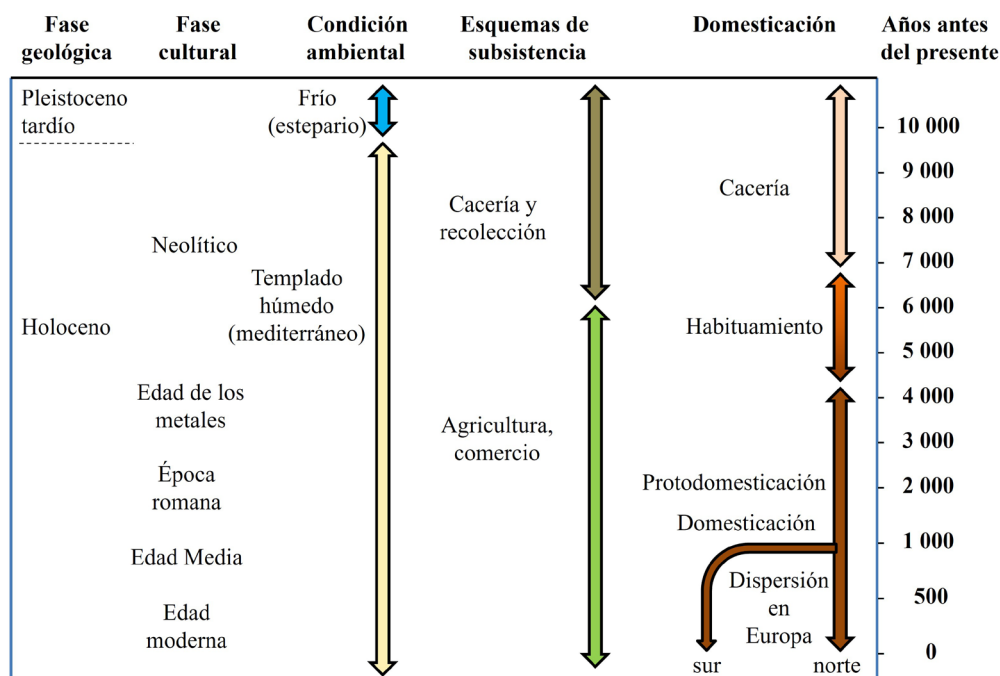 Fase
geológica
Fase
cultural
Condición
ambiental
Esquemas de
subsistencia
Domesticación
Años antes
del presente
Pleistoceno
tardío
Frío
(estepario)
10 000
9 000
Cacería
Cacería y
recolección
8 000
Neolítico
7 000
Templado
húmedo
(mediterráneo)
6 000
Holoceno
Habituamiento
5 000
Edad de los
metales
4 000
Agricultura,
comercio
3 000
Época
romana
Protodomesticación
2 000
Domesticación
1 000
Edad Media
Dispersión
en
Europa
500
Edad
moderna
0
sur
norte